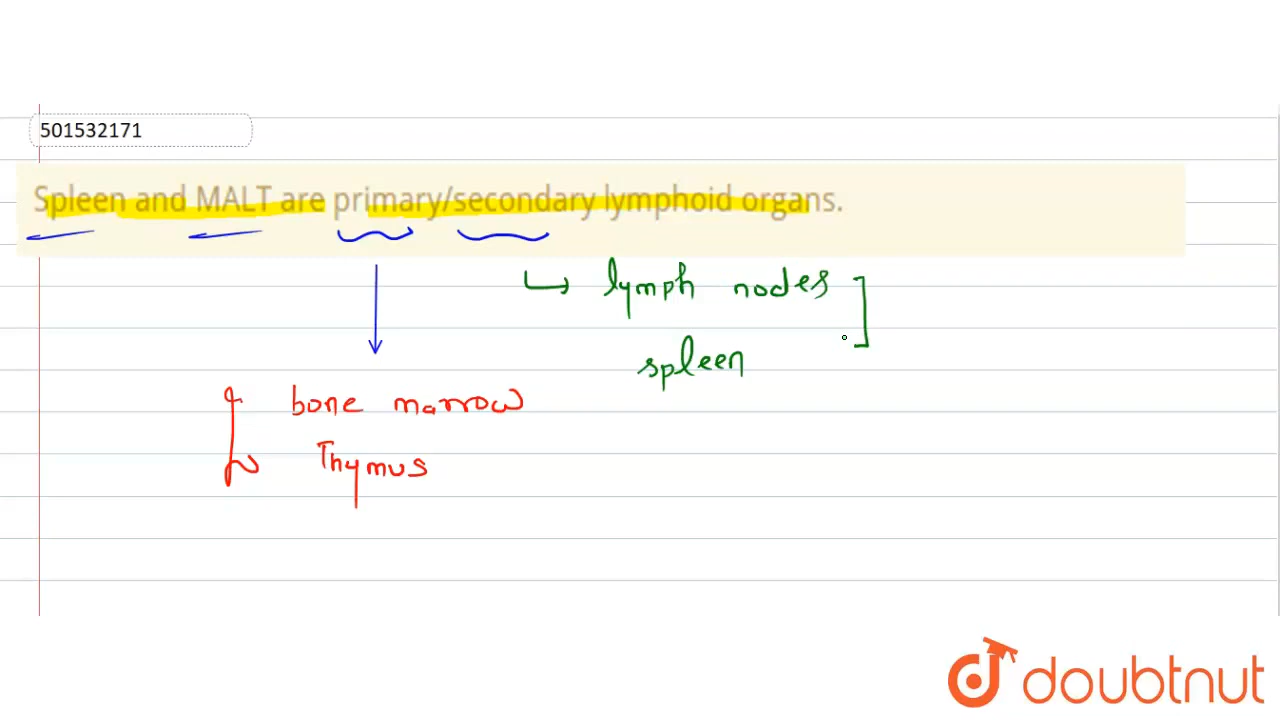 501532171
Spleen and MALT are primary/secondary lymphoid organs.
lymph nodes
spleen
bone marrow
Thymus
doubtnut